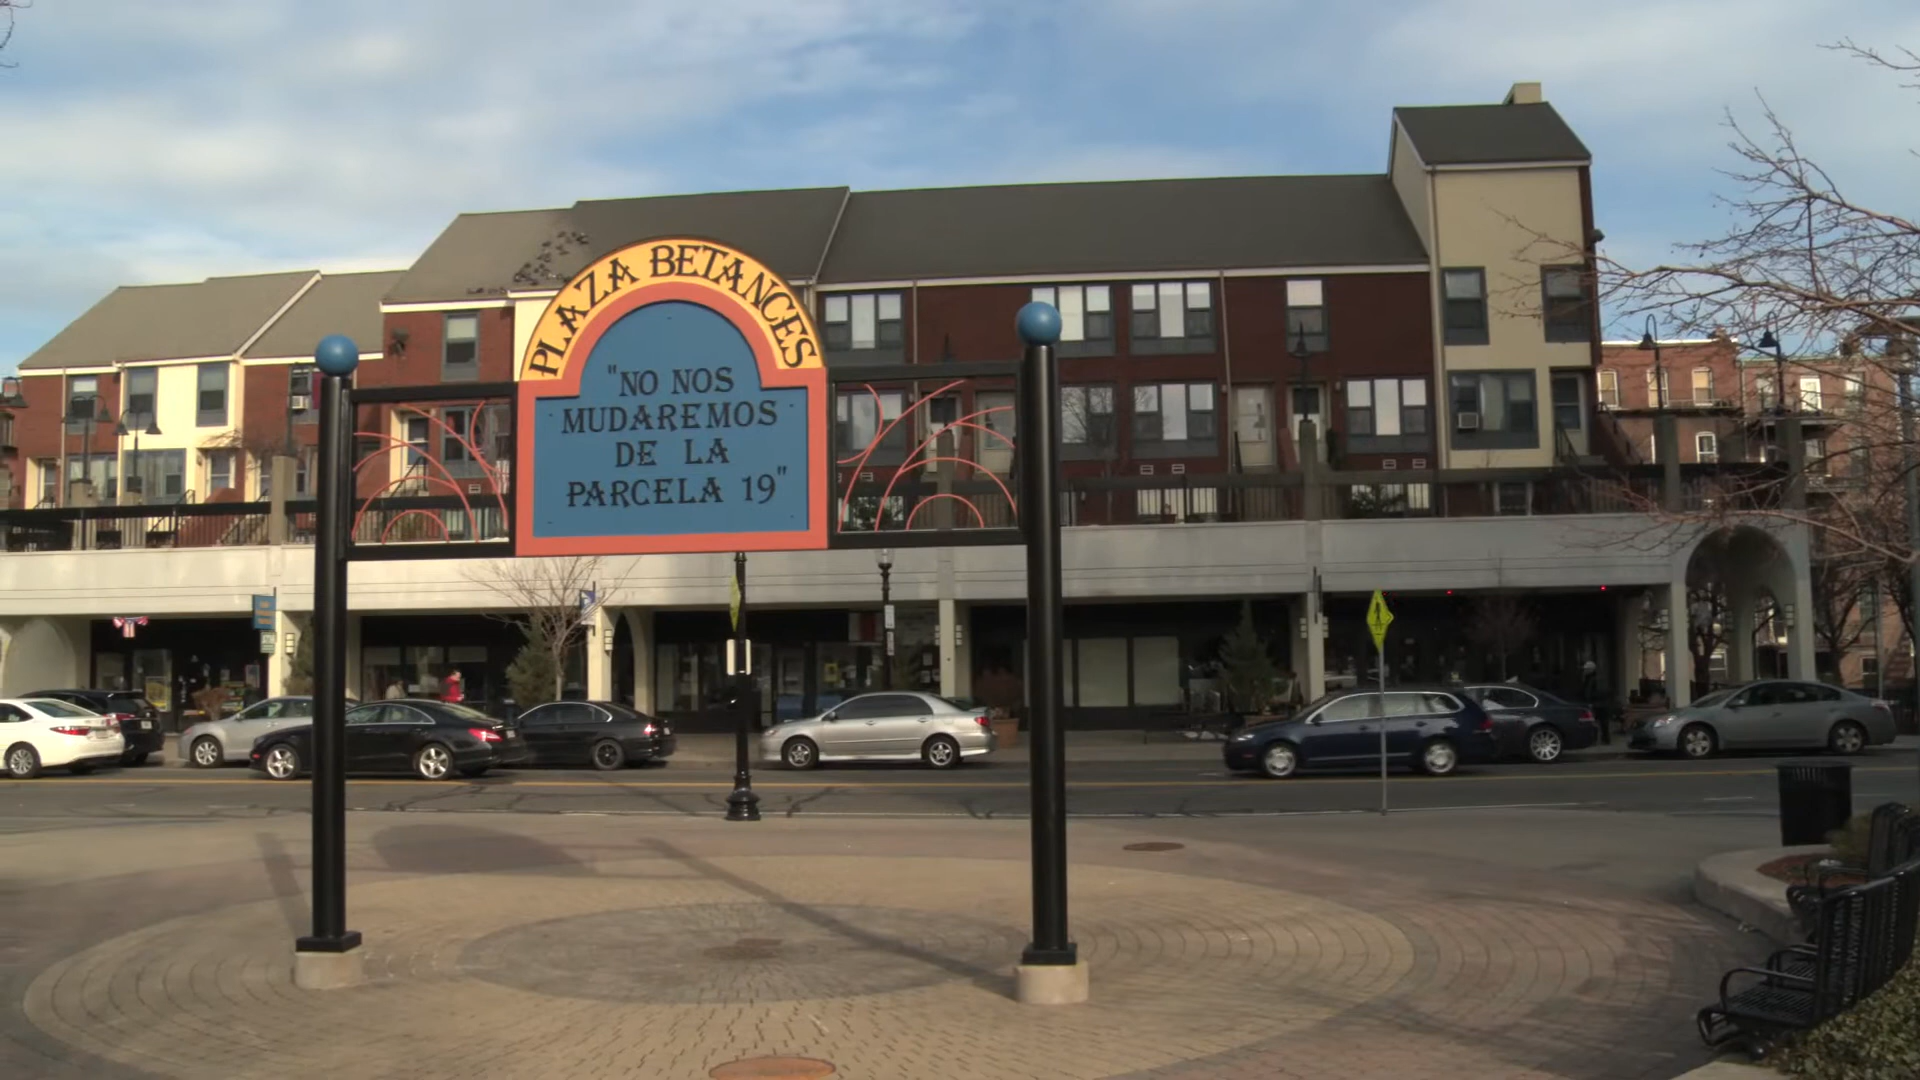 PLAZA BETANCES
"NO NOS
MUDAREMOS
DE LA
PARCELA 19"